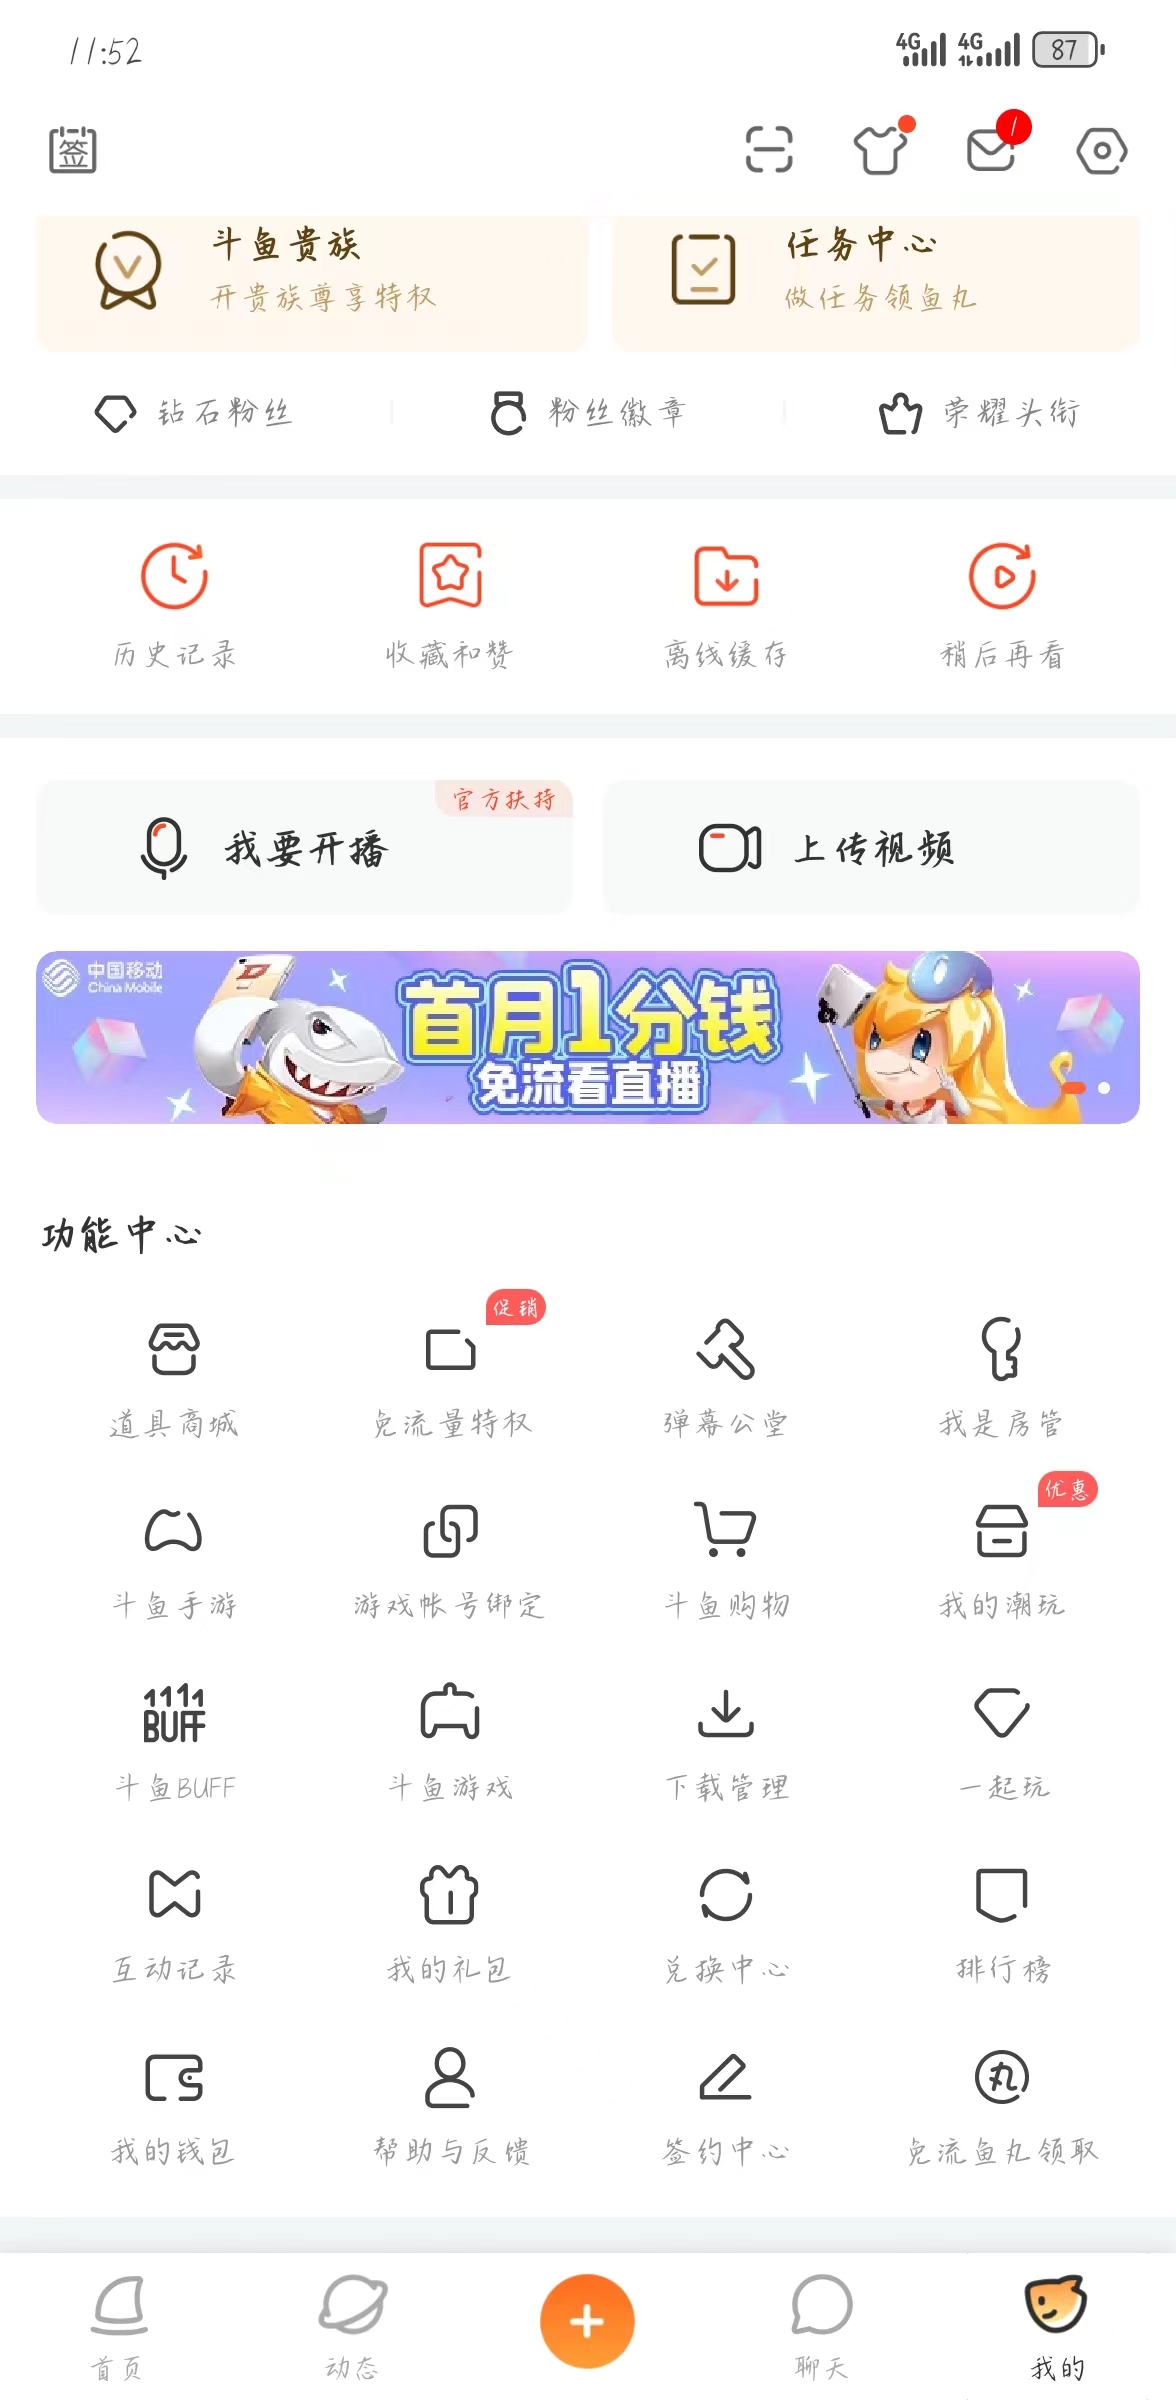 11:52
4G 4G 87
签
1
斗鱼贵族
开贵族尊享特权
任务中心
做任务领鱼丸
钻石粉丝
粉丝徽章
荣耀头衔
历史记录
收藏和赞
离线缓存
稍后再看
官方扶持
我要开播
上传视频
中国移动
China Mobile
首月1分钱
免流看直播
功能中心
促销
道具商城
免流量特权
弹幕公堂
我是房管
优惠
斗鱼手游
游戏帐号绑定
斗鱼购物
我的潮玩
1111
BUFF
斗鱼BUFF
斗鱼游戏
下载管理
一起玩
互动记录
我的礼包
兑换中心
排行榜
丸
我的钱包
帮助与反馈
签约中心
免流鱼丸领取
首页
动态
聊天
我的